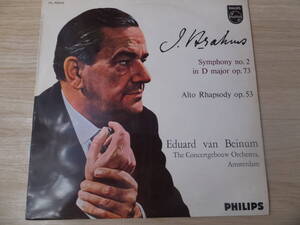 PHILIPS
J. Brahms
Symphony no. 2
in D major op. 73
Alto Rhapsody op. 53
Eduard van Beinum
The Concertgebouw Orchestra,
Amsterdam
PHILIPS